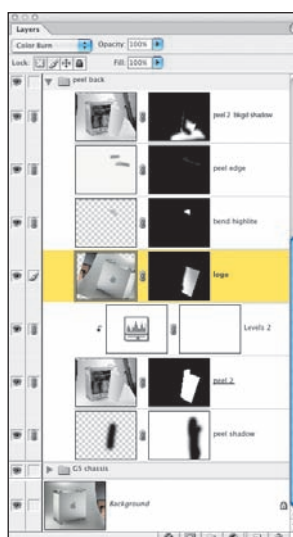 Layers
Color Burn Opacity: 100%
Lock: Fill: 100%
peel back
peel 2 bkgd shadow
peel edge
bend highlite
logo
Levels 2
peel 2
peel shadow
G5 chassis
Background